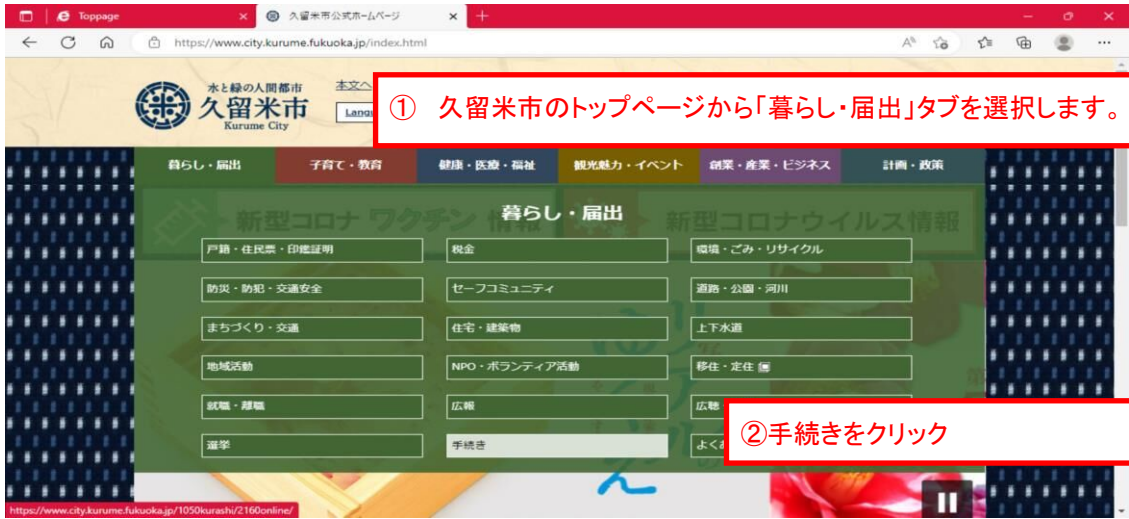 Toppage
久留米市公式ホームページ
https://www.city.kurume.fukuoka.jp/index.html
水と緑の人間都市
久留米市
Kurume City
本文へ
① 久留米市のトップページから「暮らし・届出」タブを選択します。
暮らし・届出 子育て・教育 健康・医療・福祉 観光魅力・イベント 創業・産業・ビジネス 計画・政策
新型コロナ ワクチン 情報 新型コロナウイルス情報
暮らし・届出
戸籍・住民票・印鑑証明 税金 環境・ごみ・リサイクル
防災・防犯・交通安全 セーフコミュニティ 道路・公園・河川
まちづくり・交通 住宅・建築物 上下水道
地域活動 NPO・ボランティア活動 移住・定住
就職・離職 広報 広聴
選挙 手続き よく
②手続きをクリック
https://www.city.kurume.fukuoka.jp/1050kurashi/2160online/